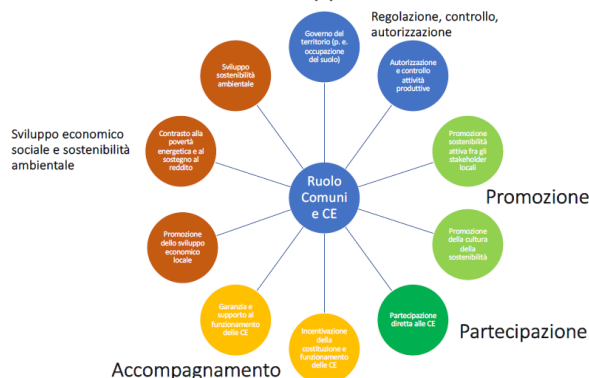 Regolazione, controllo,
autorizzazione
Governo del
territorio (p. e.
occupazione
del suolo)
Autorizzazione
e controllo
attività
produttive
Sviluppo
sostenibilità
ambientale
Sviluppo economico
sociale e sostenibilità
ambientale
Contrasto alla
povertà
energetica e al
sostegno al
reddito
Promozione
sostenibilità
attiva fra gli
stakeholder
locali
Promozione
Ruolo
Comuni
e CE
Promozione
dello sviluppo
economico
locale
Promozione
della cultura
della
sostenibilità
Garanzia e
supporto al
funzionamento
delle CE
Incentivazione
della
costituzione e
funzionamento
delle CE
Partecipazione
diretta alle CE
Partecipazione
Accompagnamento